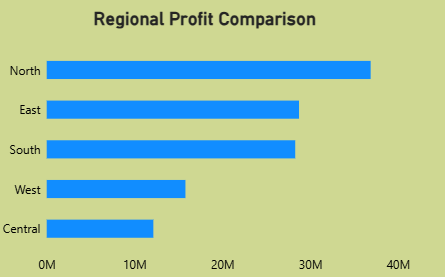 Regional Profit Comparison
North
East
South
West
Central
0M 10M 20M 30M 40M